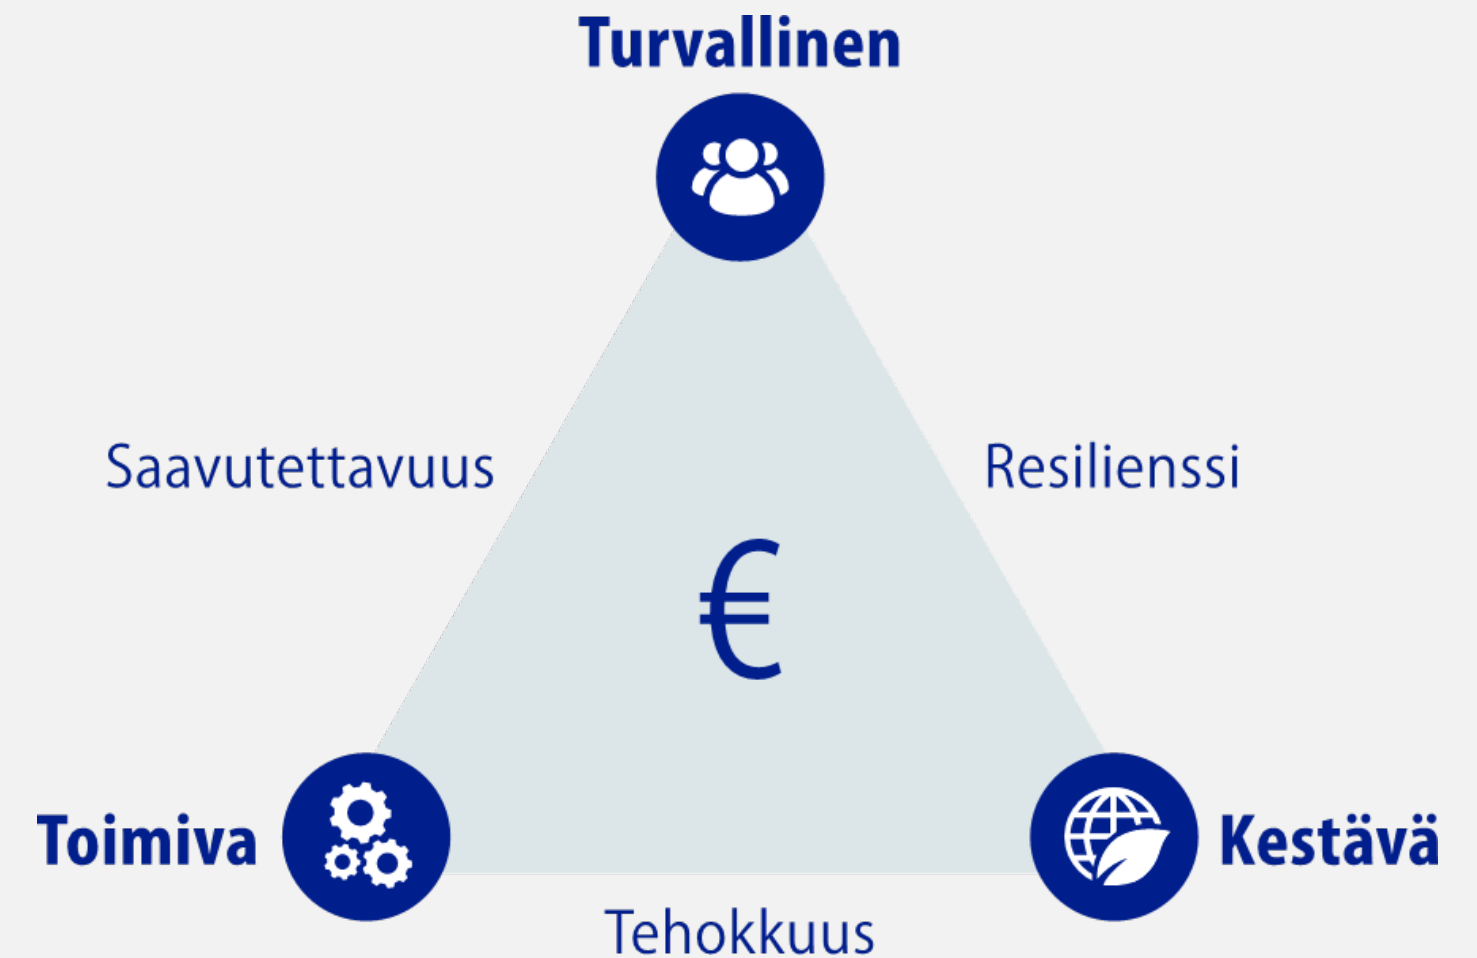 Turvallinen
Saavutettavuus
Resilienssi
€
Toimiva
Kestävä
Tehokkuus